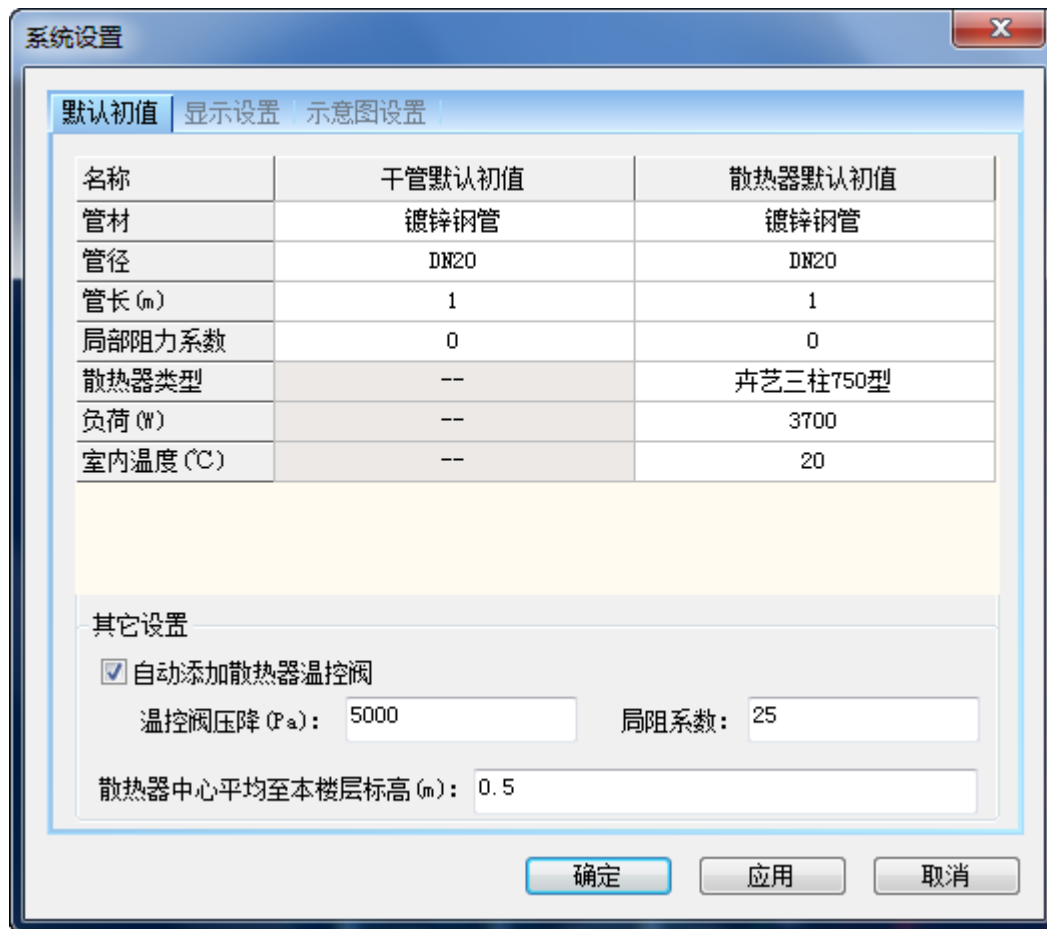 系统设置
默认初值 显示设置 示意图设置
名称 干管默认初值 散热器默认初值
管材 镀锌钢管 镀锌钢管
管径 DN20 DN20
管长(m) 1 1
局部阻力系数 0 0
散热器类型 -- 卉艺三柱750型
负荷(W) -- 3700
室内温度(℃) -- 20
其它设置
自动添加散热器温控阀
温控阀压降(Pa): 5000 局阻系数: 25
散热器中心平均至本楼层标高(m): 0.5
确定 应用 取消